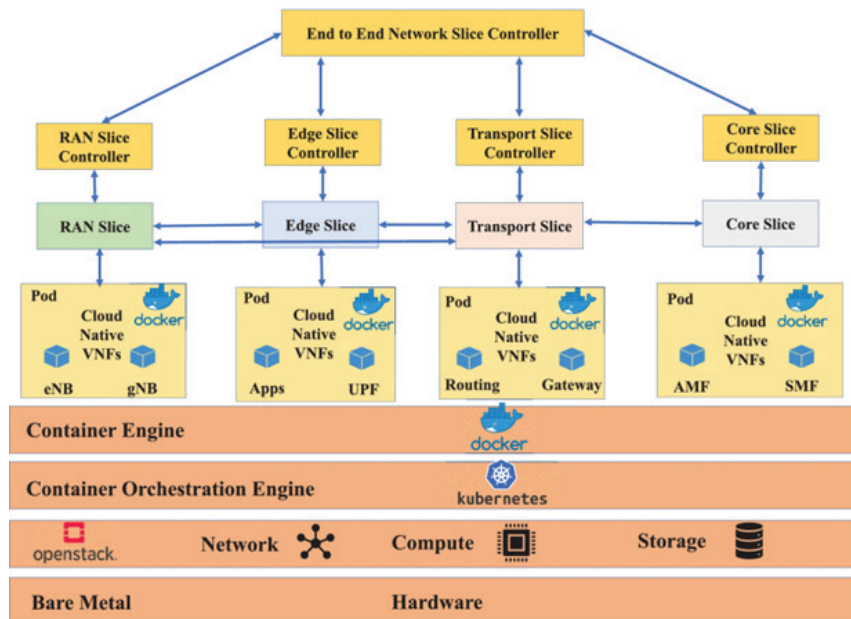 End to End Network Slice Controller
RAN Slice
Controller
Edge Slice
Controller
Transport Slice
Controller
Core Slice
Controller
RAN Slice
Edge Slice
Transport Slice
Core Slice
Pod
docker
Cloud
Native
VNFs
eNB
gNB
Pod
docker
Cloud
Native
VNFs
Apps
UPF
Pod
docker
Cloud
Native
VNFs
Routing
Gateway
Pod
docker
Cloud
Native
VNFs
AMF
SMF
Container Engine
docker
Container Orchestration Engine
kubernetes
openstack.
Network
Compute
Storage
Bare Metal
Hardware